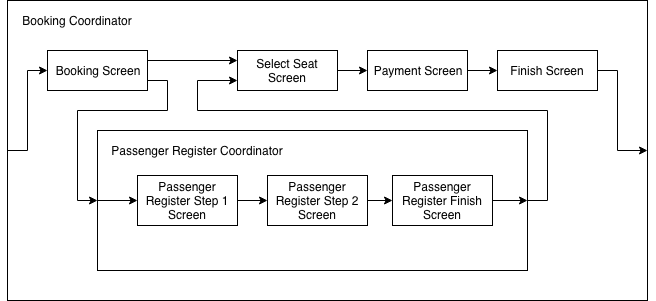 Booking Coordinator
Booking Screen
Select Seat
Screen
Payment Screen
Finish Screen
Passenger Register Coordinator
Passenger
Register Step 1
Screen
Passenger
Register Step 2
Screen
Passenger
Register Finish
Screen